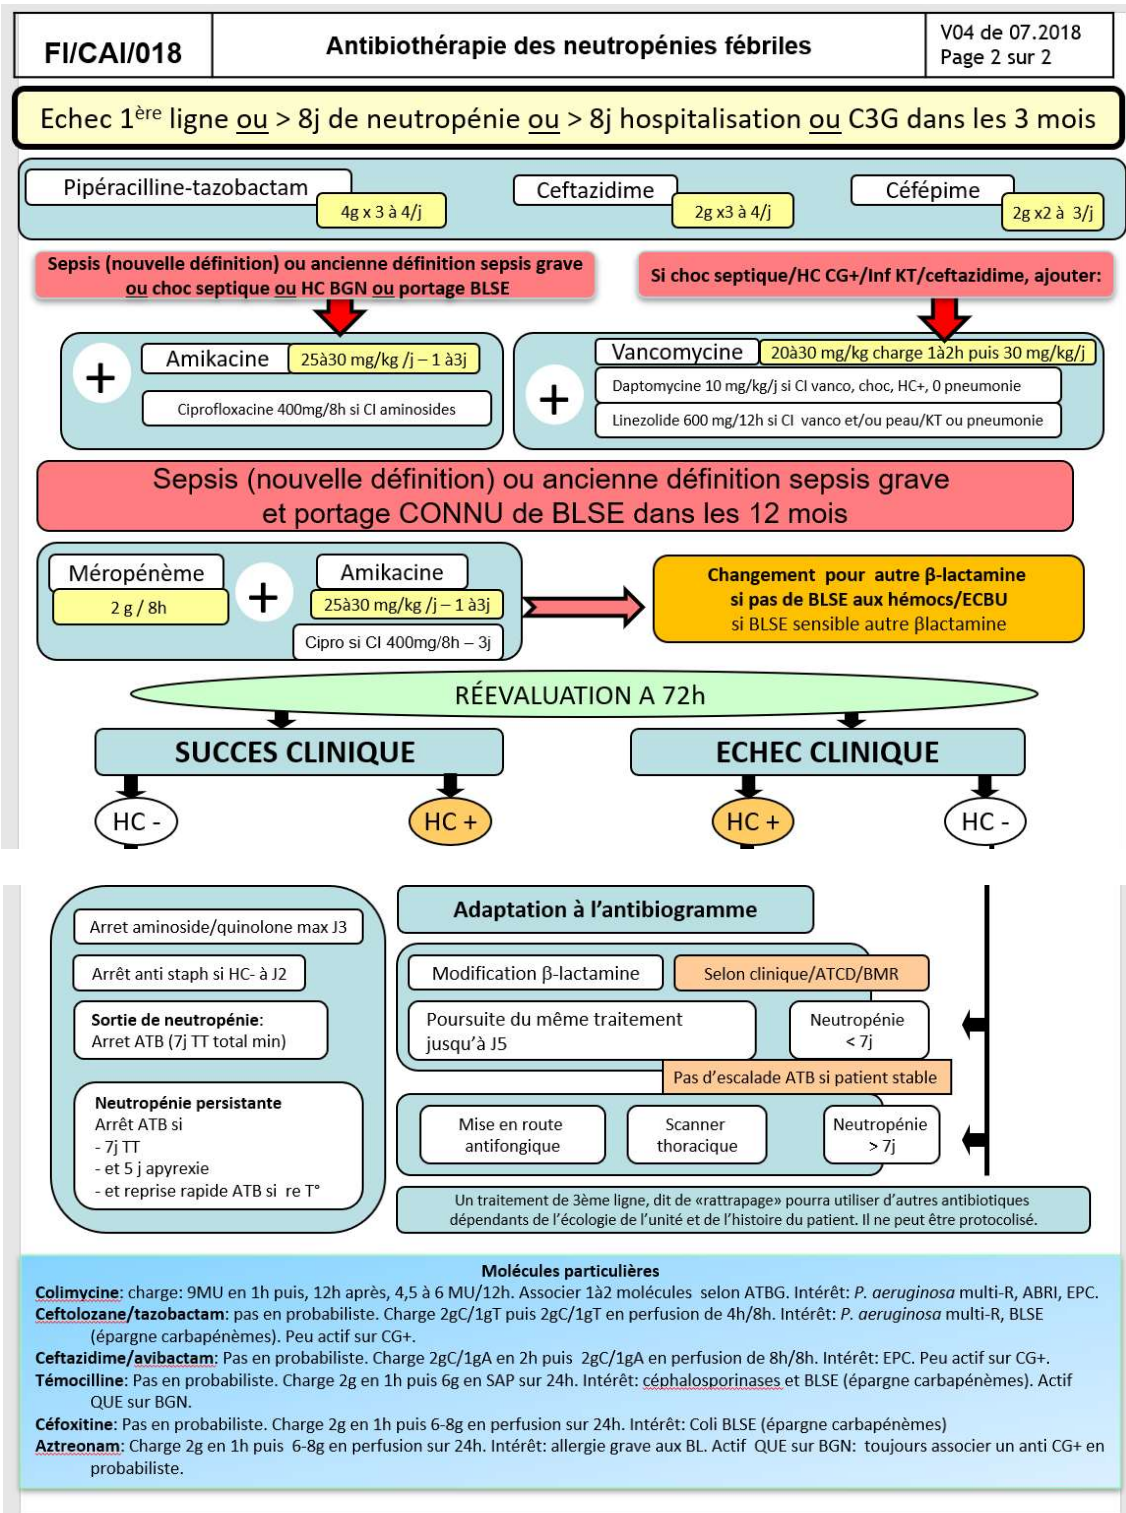 FI/CAI/018
Antibiothérapie des neutropénies fébriles
V04 de 07.2018
Page 2 sur 2
Echec 1ère ligne ou > 8j de neutropénie ou > 8j hospitalisation ou C3G dans les 3 mois
Pipéracilline-tazobactam
4g x 3 à 4/j
Ceftazidime
2g x3 à 4/j
Céfépime
2g x2 à 3/j
Sepsis (nouvelle définition) ou ancienne définition sepsis grave
ou choc septique ou HC BGN ou portage BLSE
Si choc septique/HC CG+/Inf KT/ceftazidime, ajouter:
+
Amikacine
25à30 mg/kg /j – 1 à3j
Ciprofloxacine 400mg/8h si CI aminosides
+
Vancomycine
20à30 mg/kg charge 1à2h puis 30 mg/kg/j
Daptomycine 10 mg/kg/j si CI vanco, choc, HC+, 0 pneumonie
Linezolide 600 mg/12h si CI vanco et/ou peau/KT ou pneumonie
Sepsis (nouvelle définition) ou ancienne définition sepsis grave
et portage CONNU de BLSE dans les 12 mois
Méropénème
2 g / 8h
+
Amikacine
25à30 mg/kg /j – 1 à3j
Cipro si CI 400mg/8h – 3j
Changement pour autre β-lactamine
si pas de BLSE aux hémocs/ECBU
si BLSE sensible autre βlactamine
RÉEVALUATION A 72h
SUCCES CLINIQUE
ECHEC CLINIQUE
HC -
HC +
HC +
HC -
Arret aminoside/quinolone max J3
Arrêt anti staph si HC- à J2
Sortie de neutropénie:
Arret ATB (7j TT total min)
Neutropénie persistante
Arrêt ATB si
- 7j TT
- et 5 j apyrexie
- et reprise rapide ATB si re T°
Adaptation à l'antibiogramme
Modification β-lactamine
Selon clinique/ATCD/BMR
Poursuite du même traitement
jusqu'à J5
Neutropénie
< 7j
Pas d'escalade ATB si patient stable
Mise en route
antifongique
Scanner
thoracique
Neutropénie
> 7j
Un traitement de 3ème ligne, dit de «rattrapage» pourra utiliser d'autres antibiotiques
dépendants de l'écologie de l'unité et de l'histoire du patient. Il ne peut être protocolisé.
Molécules particulières
Colimycine: charge: 9MU en 1h puis, 12h après, 4,5 à 6 MU/12h. Associer 1à2 molécules selon ATBG. Intérêt: P. aeruginosa multi-R, ABRI, EPC.
Ceftolozane/tazobactam: pas en probabiliste. Charge 2gC/1gT puis 2gC/1gT en perfusion de 4h/8h. Intérêt: P. aeruginosa multi-R, BLSE
(épargne carbapénèmes). Peu actif sur CG+.
Ceftazidime/avibactam: Pas en probabiliste. Charge 2gC/1gA en 2h puis 2gC/1gA en perfusion de 8h/8h. Intérêt: EPC. Peu actif sur CG+.
Témocilline: Pas en probabiliste. Charge 2g en 1h puis 6g en SAP sur 24h. Intérêt: céphalosporinases et BLSE (épargne carbapénèmes). Actif
QUE sur BGN.
Céfoxitine: Pas en probabiliste. Charge 2g en 1h puis 6-8g en perfusion sur 24h. Intérêt: Coli BLSE (épargne carbapénèmes)
Aztreonam: Charge 2g en 1h puis 6-8g en perfusion sur 24h. Intérêt: allergie grave aux BL. Actif QUE sur BGN: toujours associer un anti CG+ en
probabiliste.